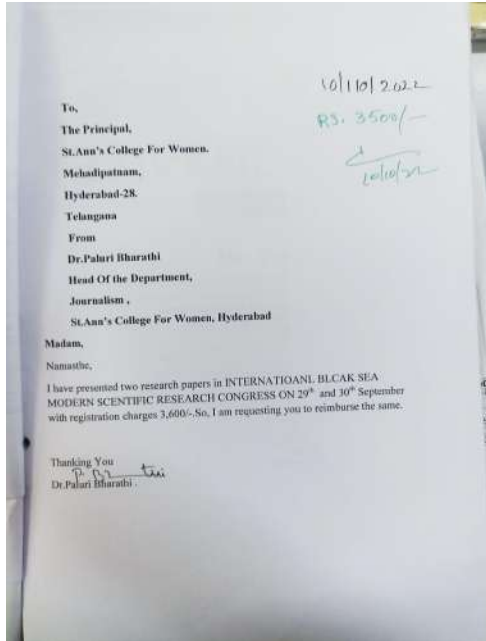 10/10/2022
RS. 3500/-
10/10/22
To,
The Principal,
St.Ann's College For Women.
Mehadipatnam,
Hyderabad-28.
Telangana
From
Dr.Paluri Bharathi
Head Of the Department,
Journalism ,
St.Ann's College For Women, Hyderabad
Madam,
Namasthe,
I have presented two research papers in INTERNATIOANL BLCAK SEA
MODERN SCENTIFIC RESEARCH CONGRESS ON 29th and 30th September
with registration charges 3,600/-.So, I am requesting you to reimburse the same.
Thanking You
Dr.Paluri Bharathi .